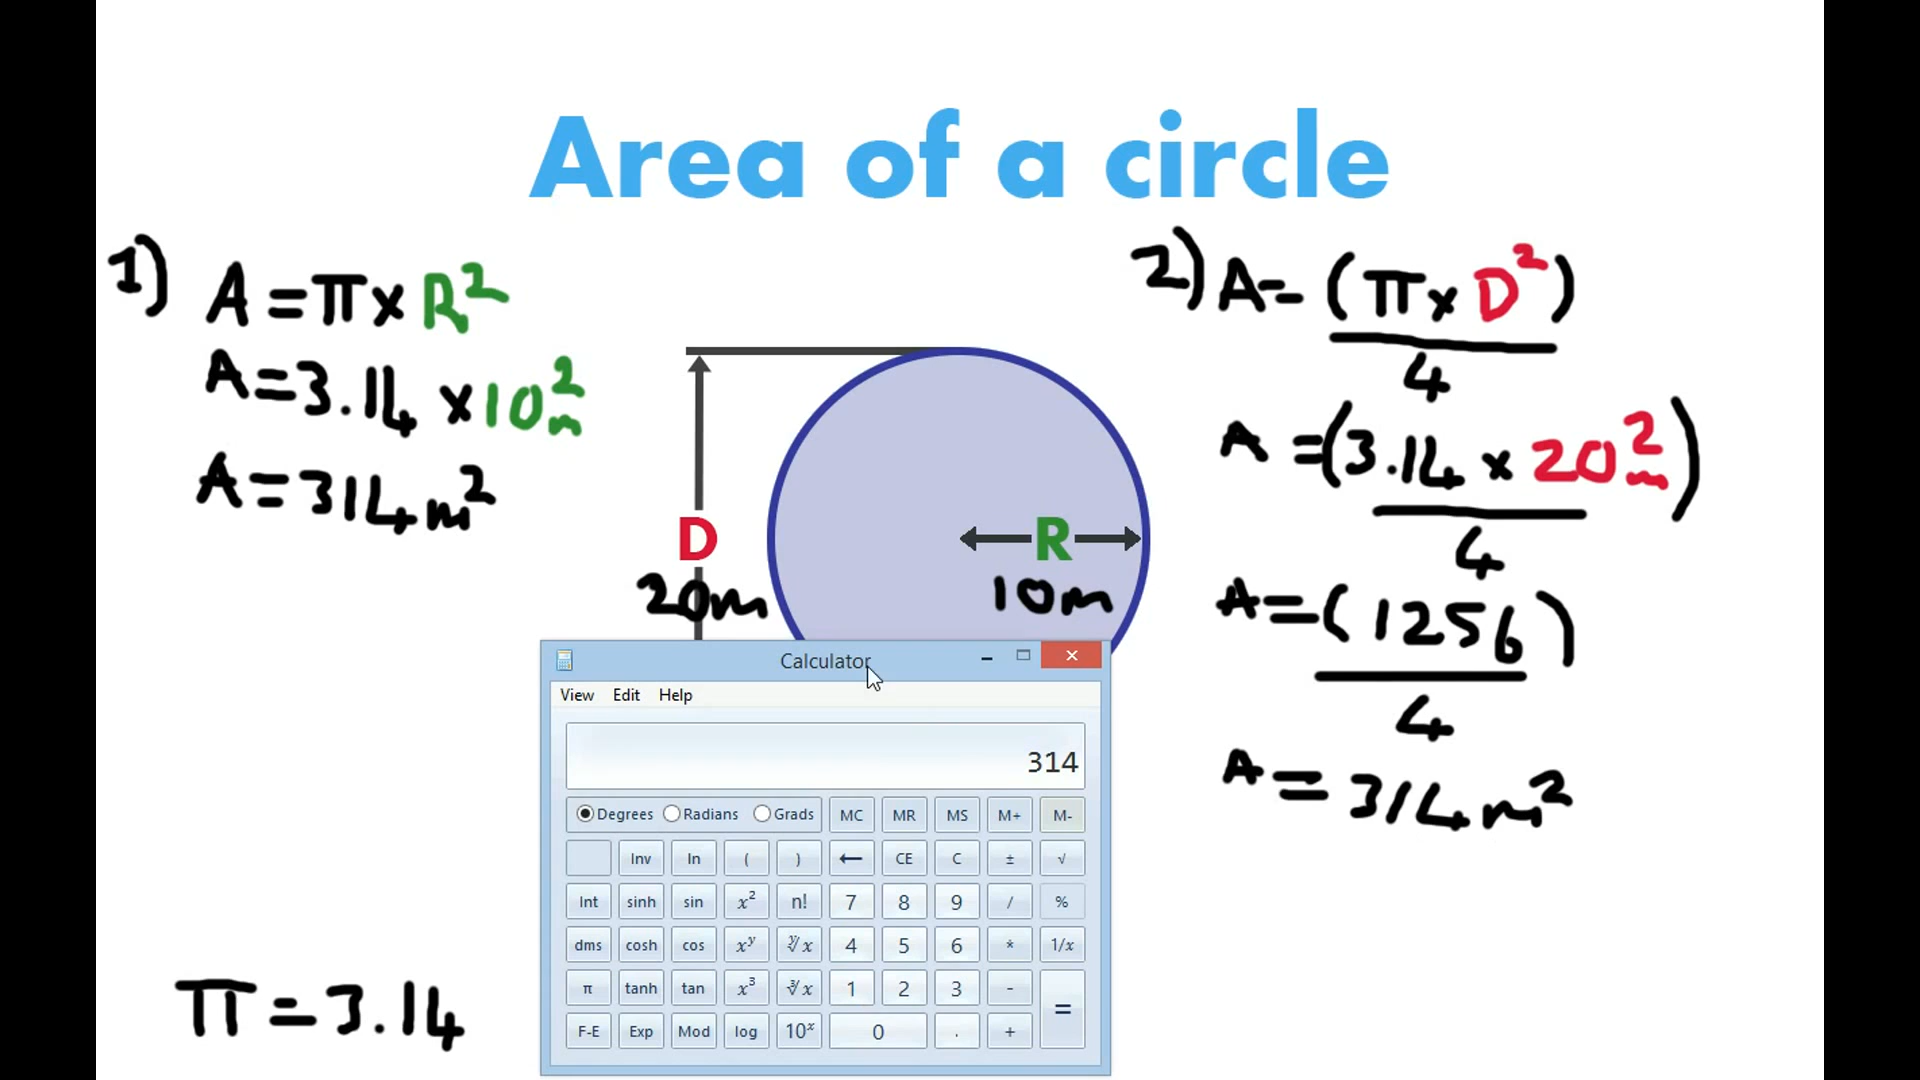 Area of a circle
1) A = π x R²
A = 3.14 x 10m²
A = 314m²
2) A = (π x D²)
4
A = (3.14 x 20m²)
4
A = (1256)
4
A = 314m²
D
20m
R
10m
π = 3.14
Calculator
View Edit Help
314
Degrees Radians Grads MC MR MS M+ M-
Inv ln ( ) ← CE C ± √
Int sinh sin x² n! 7 8 9 / %
dms cosh cos xʸ ʸ√x 4 5 6 * 1/x
π tanh tan x³ ³√x 1 2 3 - =
F-E Exp Mod log 10ˣ 0 . +